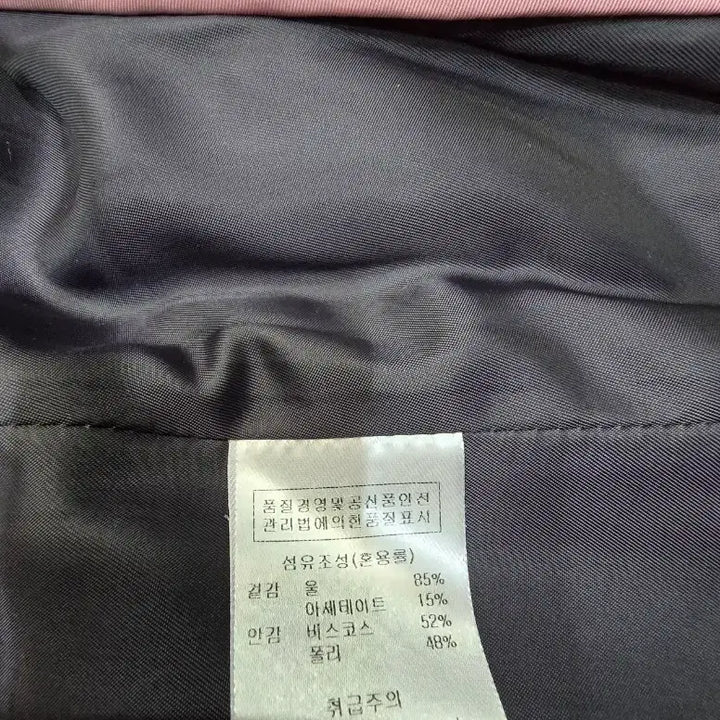 품질경영및공산품안전
관리법에의한품질표시
섬유조성(혼용률)
겉감 울 85%
아세테이트 15%
안감 비스코스 52%
폴리 48%
취급주의